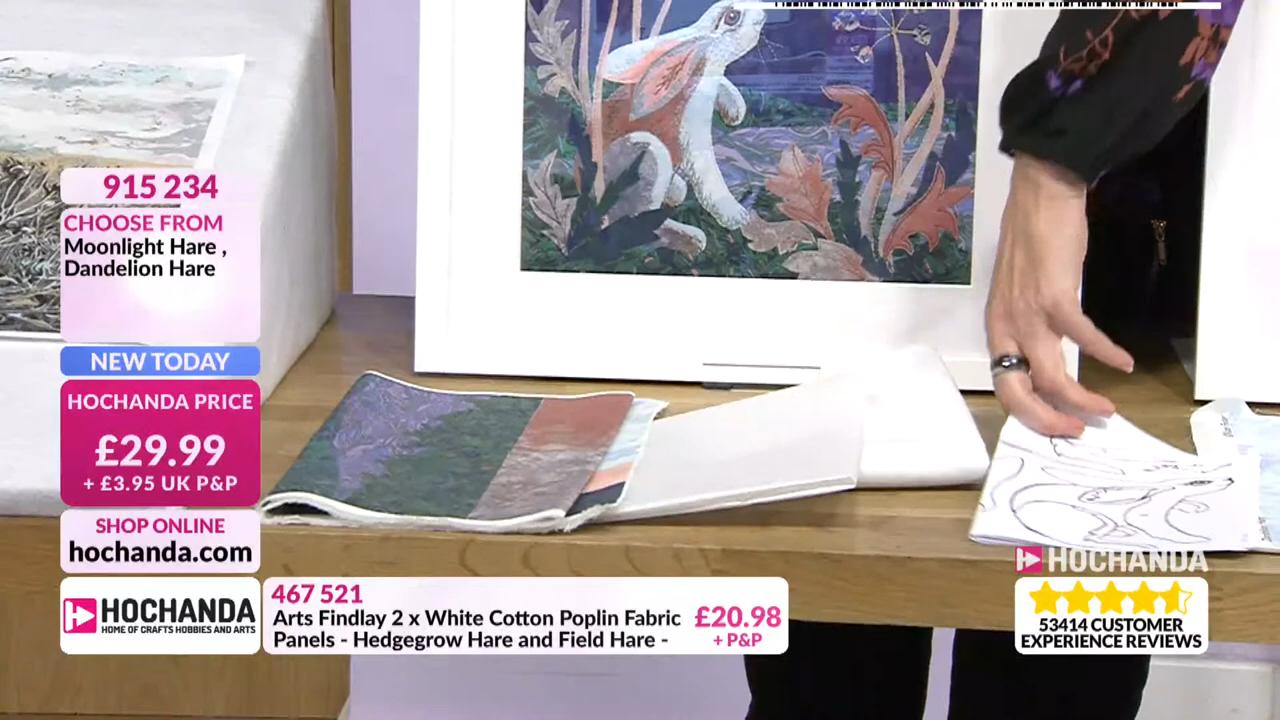 915 234
CHOOSE FROM
Moonlight Hare ,
Dandelion Hare
NEW TODAY
HOCHANDA PRICE
£29.99
+ £3.95 UK P&P
SHOP ONLINE
hochanda.com
HOCHANDA
HOME OF CRAFTS HOBBIES AND ARTS
467 521
Arts Findlay 2 x White Cotton Poplin Fabric
Panels - Hedgegrow Hare and Field Hare -
£20.98
+ P&P
HOCHANDA
53414 CUSTOMER
EXPERIENCE REVIEWS